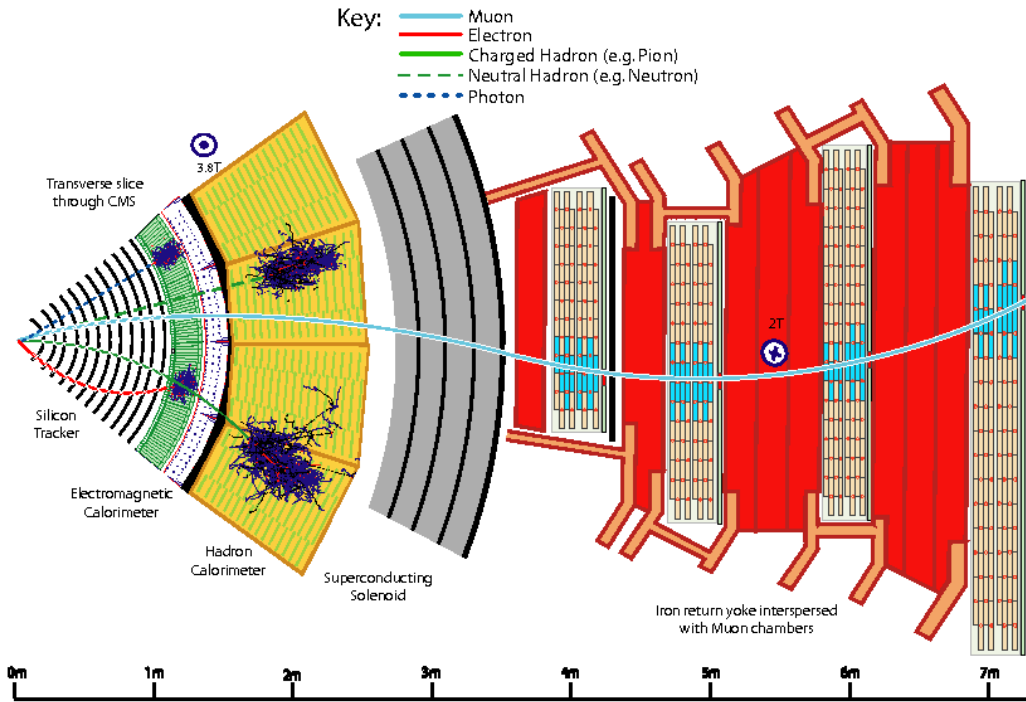 Key:
Muon
Electron
Charged Hadron (e.g. Pion)
Neutral Hadron (e.g. Neutron)
Photon
3.8T
Transverse slice
through CMS
2T
Silicon
Tracker
Electromagnetic
Calorimeter
Hadron
Calorimeter
Superconducting
Solenoid
Iron return yoke interspersed
with Muon chambers
0m 1m 2m 3m 4m 5m 6m 7m